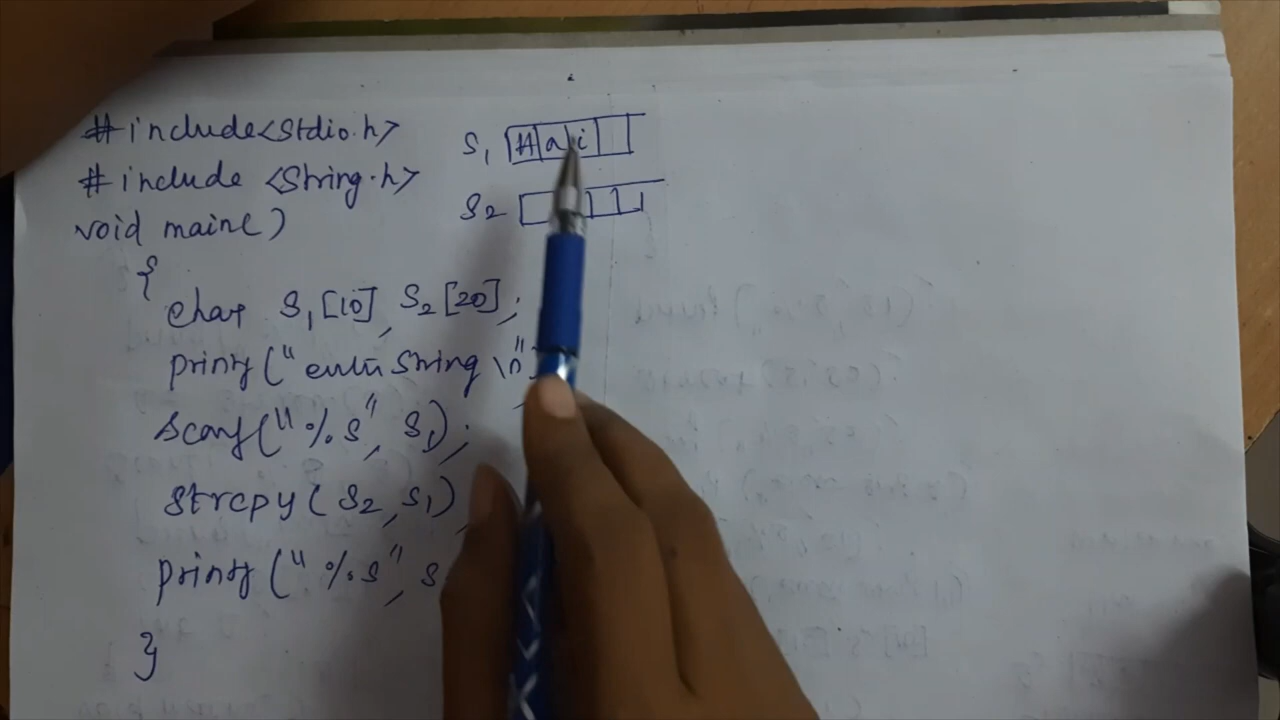 #include<stdio.h>
#include <String.h>
void main()
{
char S1[10], S2[20];
printf("enter String \n")
scanf("%s", S1);
Strcpy(S2,S1)
printf("%s", s
}
S1 H a i
S2